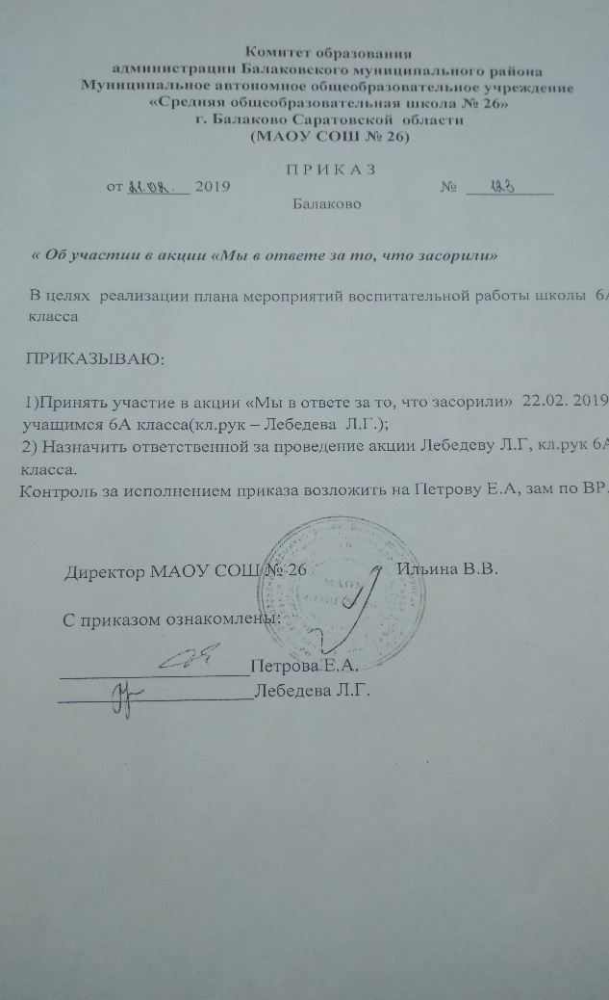 Комитет образования
администрации Балаковского муниципального района
Муниципальное автономное общеобразовательное учреждение
«Средняя общеобразовательная школа № 26»
г. Балаково Саратовской области
(МАОУ СОШ № 26)
П Р И К А З
от 21.02. 2019 № 123
Балаково
« Об участии в акции «Мы в ответе за то, что засорили»
В целях реализации плана мероприятий воспитательной работы школы 6А
класса
ПРИКАЗЫВАЮ:
1)Принять участие в акции «Мы в ответе за то, что засорили» 22.02. 2019
учащимся 6А класса(кл.рук – Лебедева Л.Г.);
2) Назначить ответственной за проведение акции Лебедеву Л.Г, кл.рук 6А
класса.
Контроль за исполнением приказа возложить на Петрову Е.А, зам по ВР.
Директор МАОУ СОШ № 26 Ильина В.В.
С приказом ознакомлены:
Петрова Е.А.
Лебедева Л.Г.